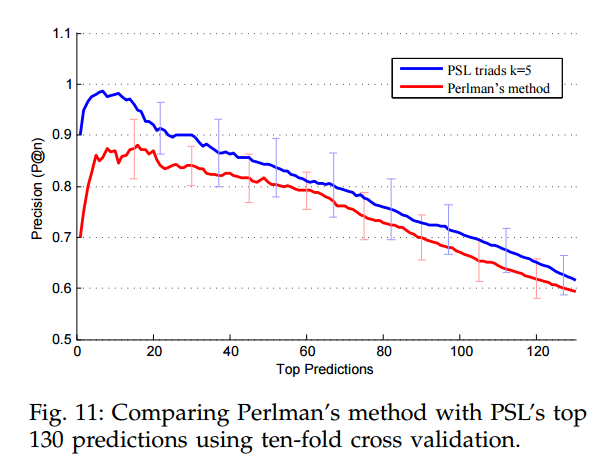 1.1
1
0.9
0.8
0.7
0.6
0.5
Precision (P@n)
PSL triads k=5
Perlman's method
0 20 40 60 80 100 120
Top Predictions
Fig. 11: Comparing Perlman's method with PSL's top
130 predictions using ten-fold cross validation.